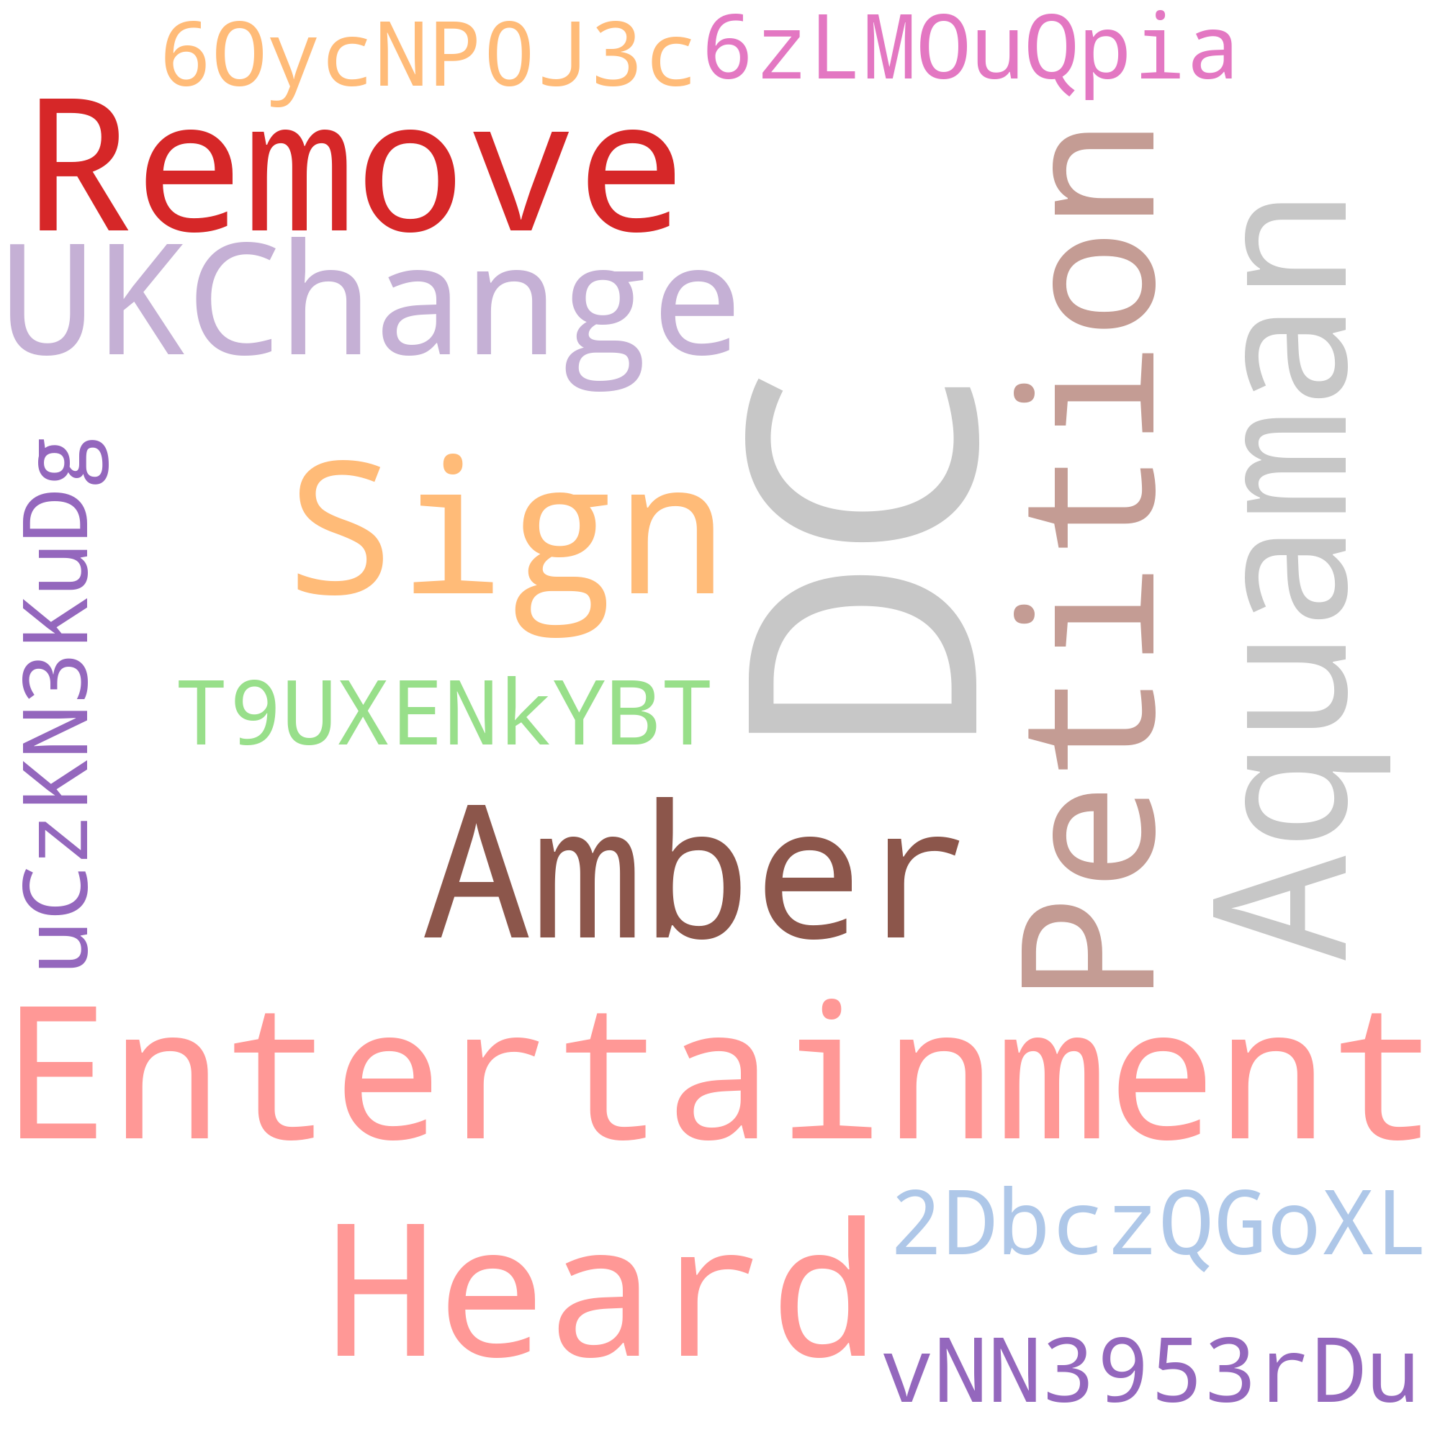 6OycNP0J3c
6zLMOuQpia
Remove
UKChange
Petition
Aquaman
DC
Sign
uCzKN3KuDg
T9UXENkYBT
Amber
Entertainment
2DbczQGoXL
Heard
vNN3953rDu